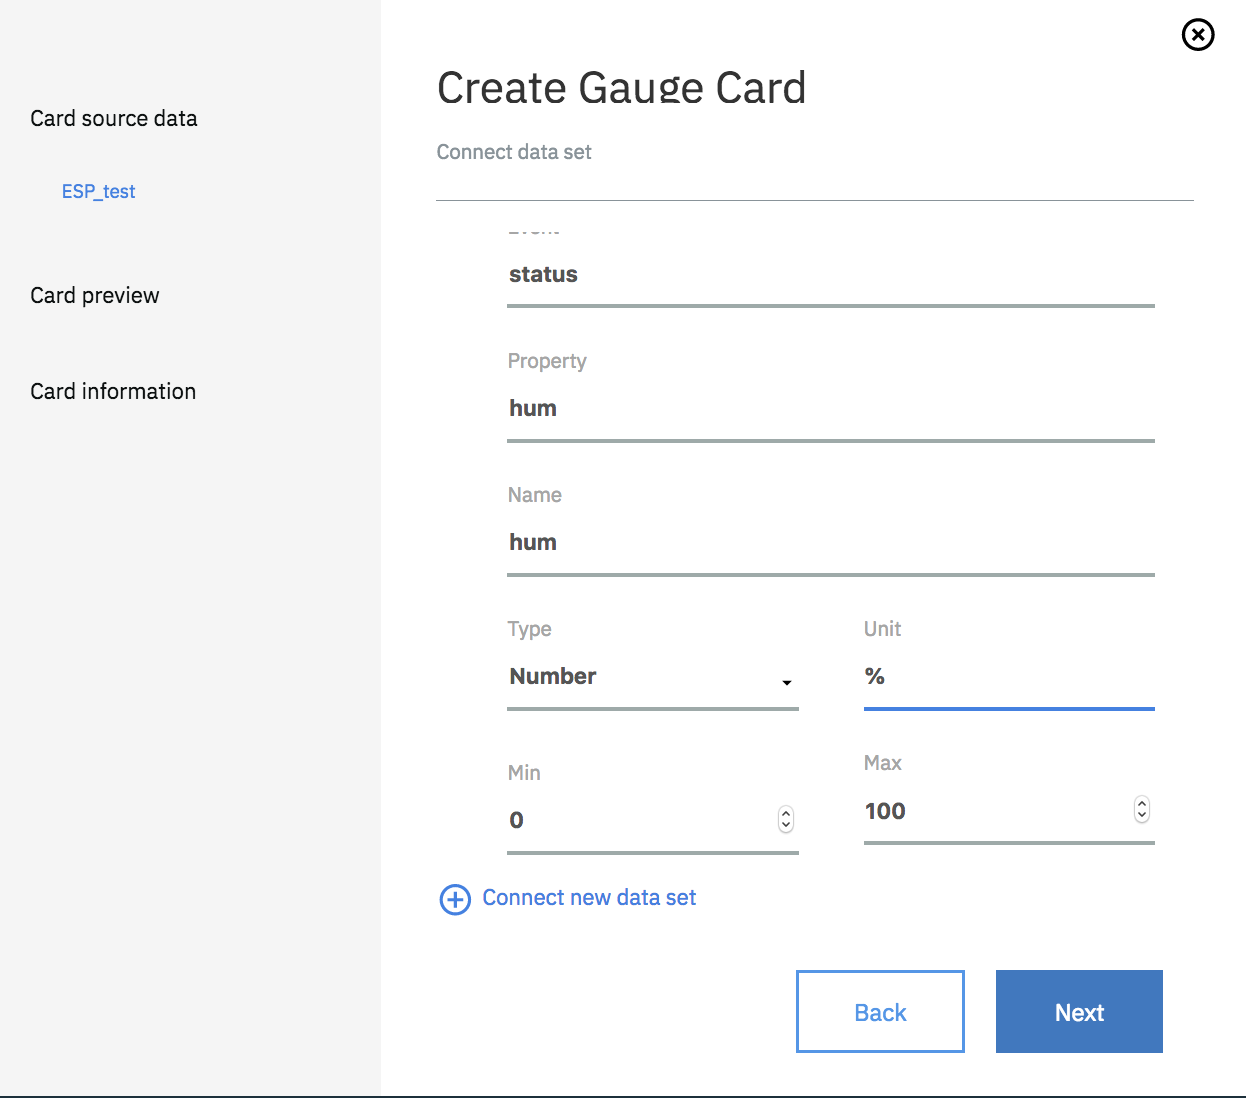 Card source data
ESP_test
Card preview
Card information
Create Gauge Card
Connect data set
status
Property
hum
Name
hum
Type
Unit
Number
%
Min
Max
0
100
Connect new data set
Back
Next